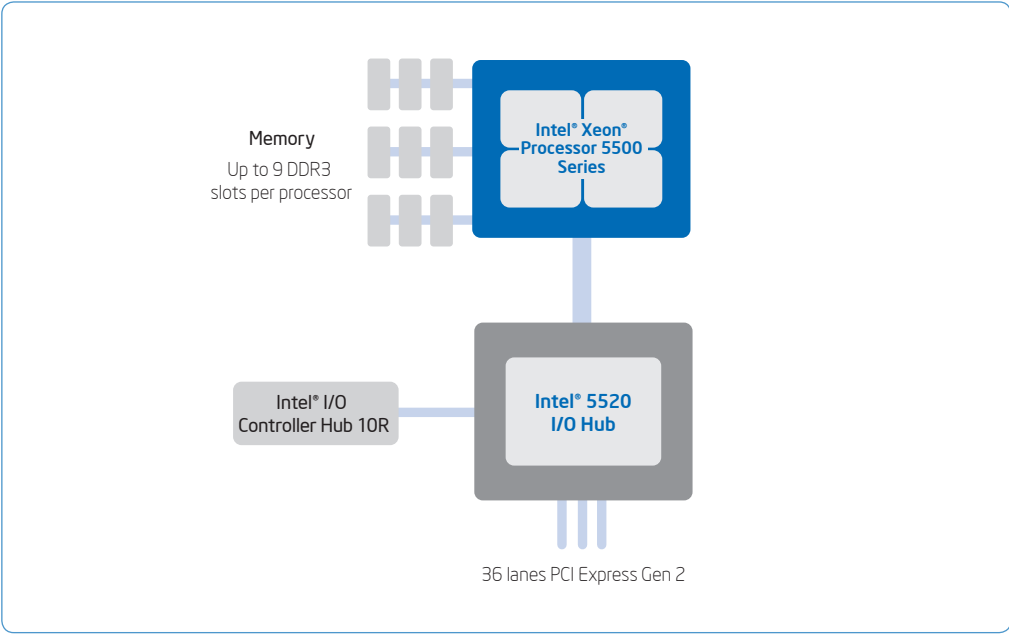 Memory
Up to 9 DDR3
slots per processor
Intel® Xeon®
Processor 5500
Series
Intel® I/O
Controller Hub 10R
Intel® 5520
I/O Hub
36 lanes PCI Express Gen 2